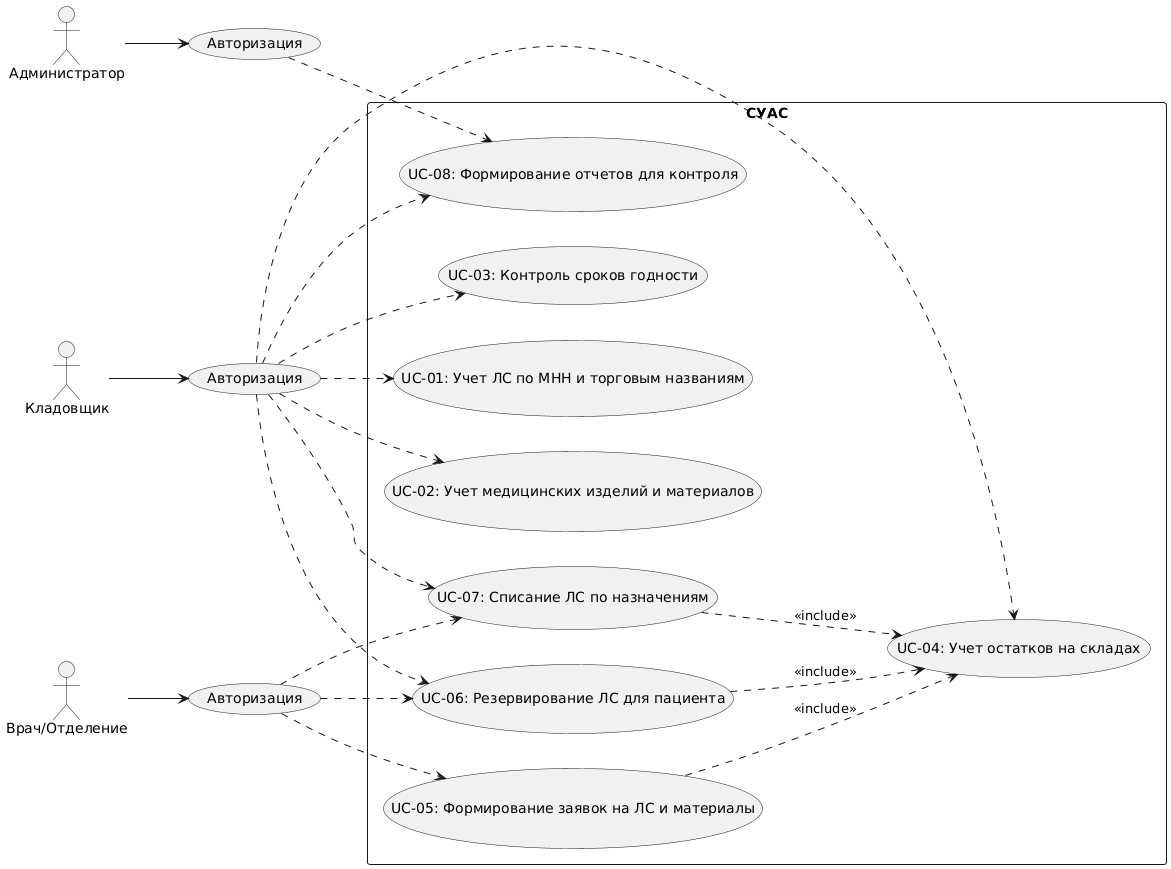 Администратор
Авторизация
СУАС
UC-08: Формирование отчетов для контроля
UC-03: Контроль сроков годности
Кладовщик
Авторизация
UC-01: Учет ЛС по МНН и торговым названиям
UC-02: Учет медицинских изделий и материалов
UC-07: Списание ЛС по назначениям
«include»
UC-04: Учет остатков на складах
Врач/Отделение
Авторизация
UC-06: Резервирование ЛС для пациента
«include»
«include»
UC-05: Формирование заявок на ЛС и материалы